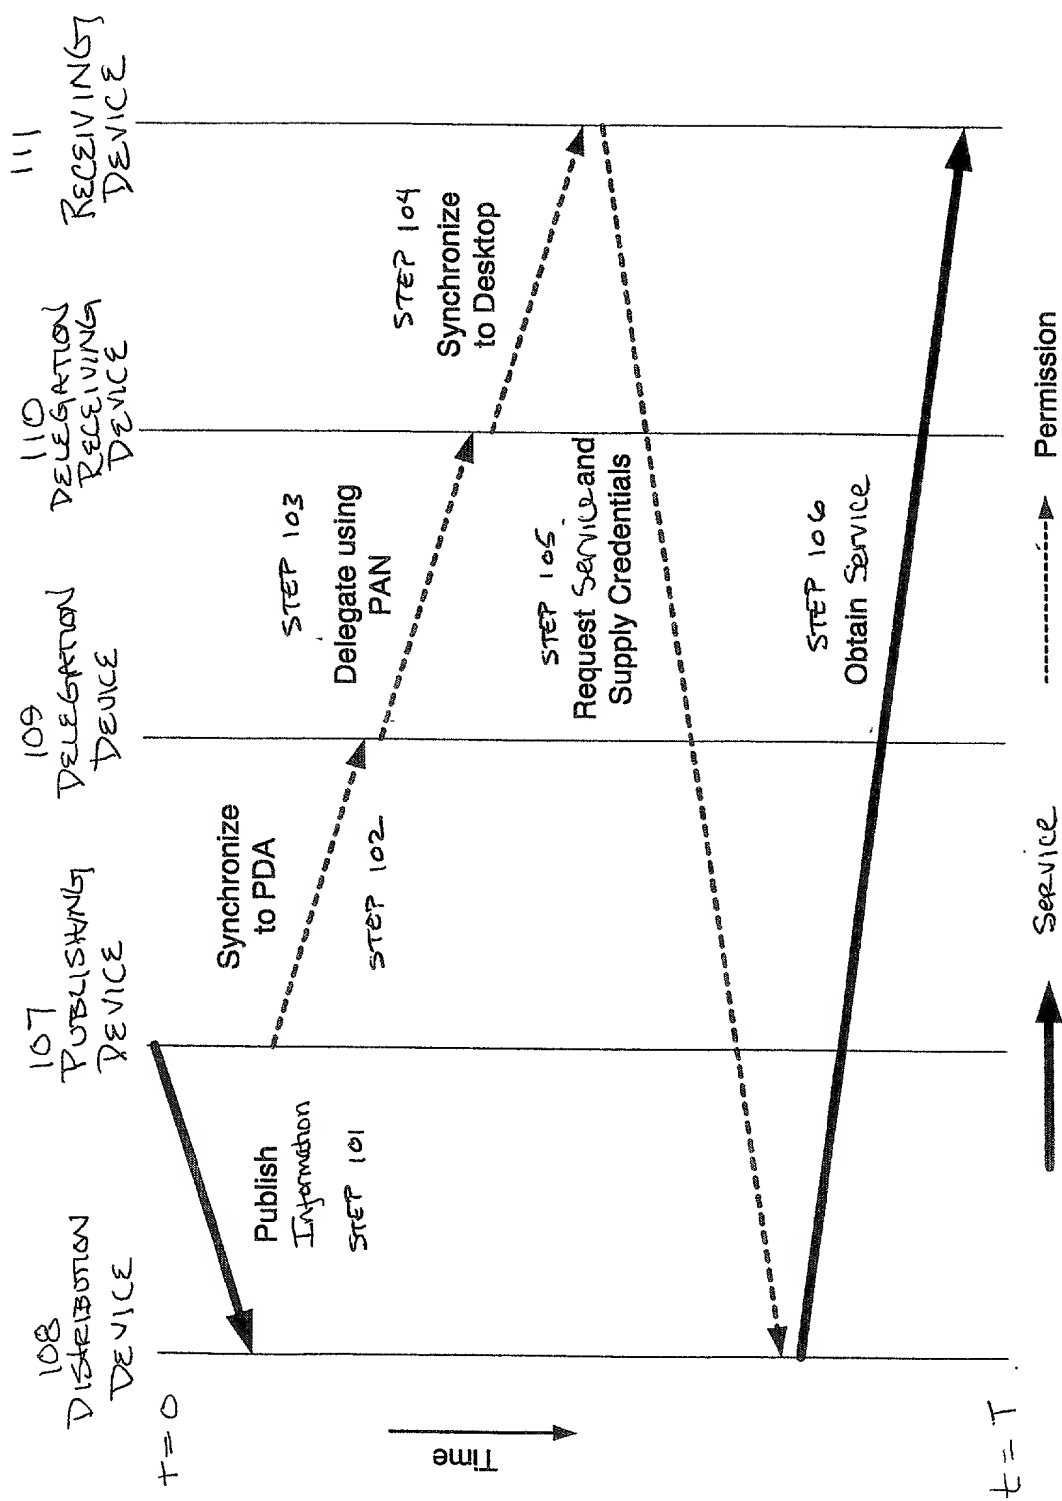 108
DISTRIBUTION
DEVICE
107
PUBLISHING
DEVICE
109
DELEGATION
DEVICE
110
DELEGATION
RECEIVING
DEVICE
111
RECEIVING
DEVICE
t=0
Time
t=T
Publish
Information
STEP 101
Synchronize
to PDA
STEP 102
STEP 103
Delegate using
PAN
STEP 104
Synchronize
to Desktop
STEP 105
Request Service and
Supply Credentials
STEP 106
Obtain Service
Service
Permission